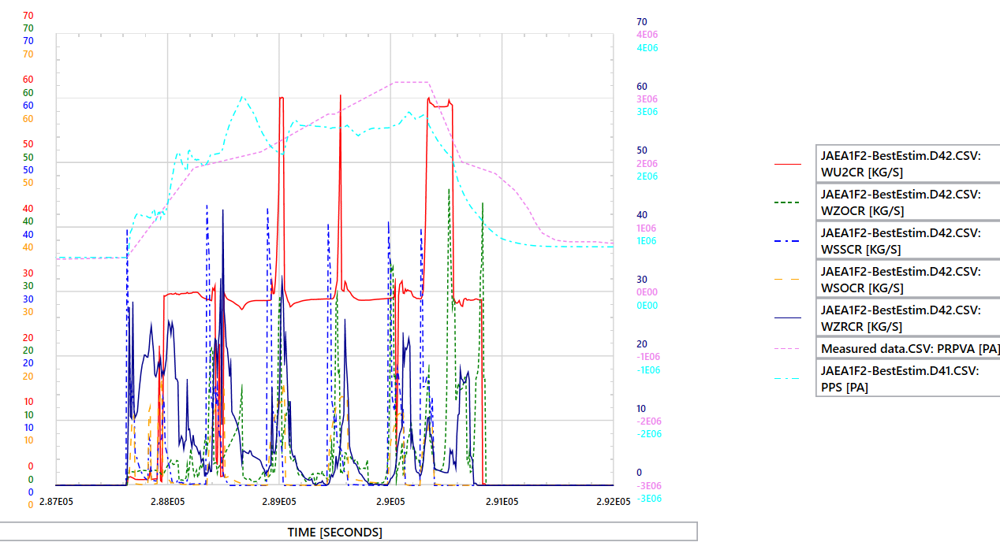 70
70
70
70
60
60
60
60
50
50
50
50
40
40
40
40
30
30
30
30
20
20
20
20
10
10
10
10
0
0
0
0
70
4E06
4E06
60
3E06
3E06
50
2E06
2E06
40
1E06
1E06
30
0E00
0E00
20
-1E06
-1E06
10
-2E06
-2E06
0
-3E06
-3E06
2.87E05 2.88E05 2.89E05 2.90E05 2.91E05 2.92E05
TIME [SECONDS]
JAEA1F2-BestEstim.D42.CSV:
WU2CR [KG/S]
JAEA1F2-BestEstim.D42.CSV:
WZOCR [KG/S]
JAEA1F2-BestEstim.D42.CSV:
WSSCR [KG/S]
JAEA1F2-BestEstim.D42.CSV:
WSOCR [KG/S]
JAEA1F2-BestEstim.D42.CSV:
WZRCR [KG/S]
Measured data.CSV: PRPVA [PA]
JAEA1F2-BestEstim.D41.CSV:
PPS [PA]